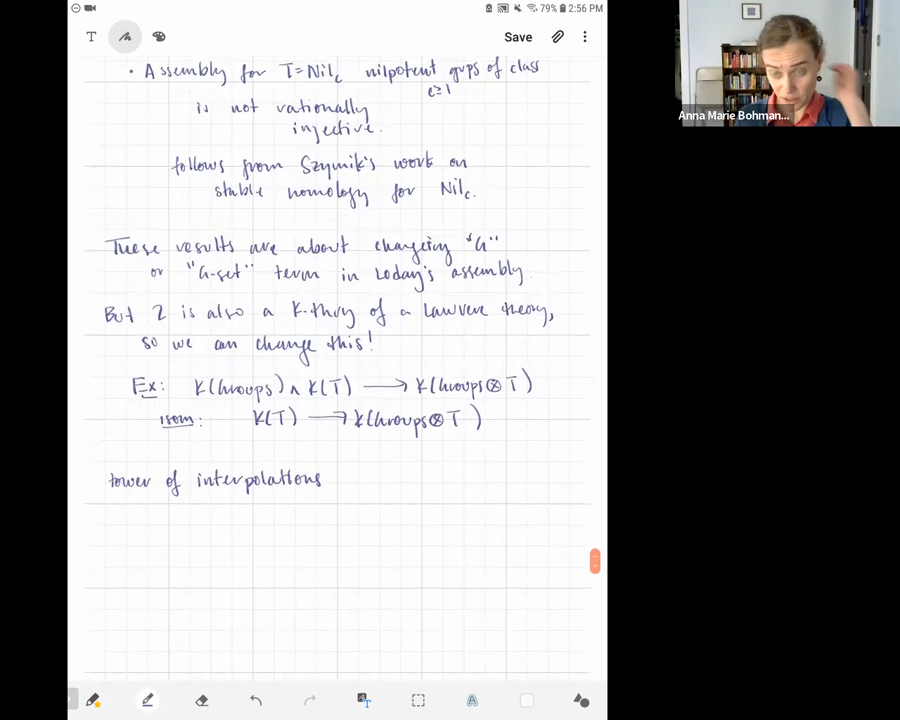 79% 2:56 PM
T
Save
• Assembly for T=Nil_c nilpotent grps of class
c≥1
is not rationally
injective.
follows from Szymik's work on
stable homology for Nil_c.
These results are about changing "G"
or "G-set" term in Loday's assembly.
But Z is also a K-thry of a Lawvere theory,
so we can change this!
Ex: K(Groups) ∧ K(T) ⟶ K(Groups⊗T)
isom: K(T) ⟶ K(Groups⊗T)
tower of interpolations
Anna Marie Bohman...